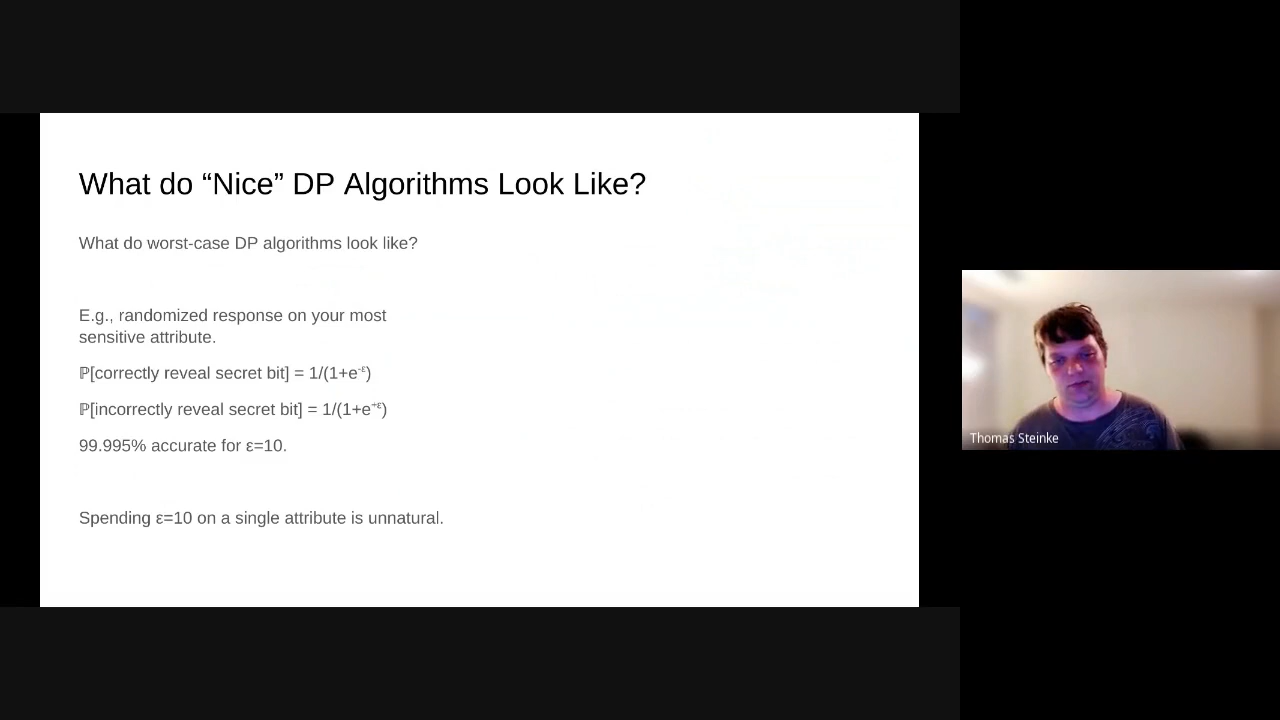 What do “Nice” DP Algorithms Look Like?
What do worst-case DP algorithms look like?
E.g., randomized response on your most
sensitive attribute.
ℙ[correctly reveal secret bit] = 1/(1+e⁻ᵋ)
ℙ[incorrectly reveal secret bit] = 1/(1+e⁺ᵋ)
99.995% accurate for ε=10.
Spending ε=10 on a single attribute is unnatural.
Thomas Steinke